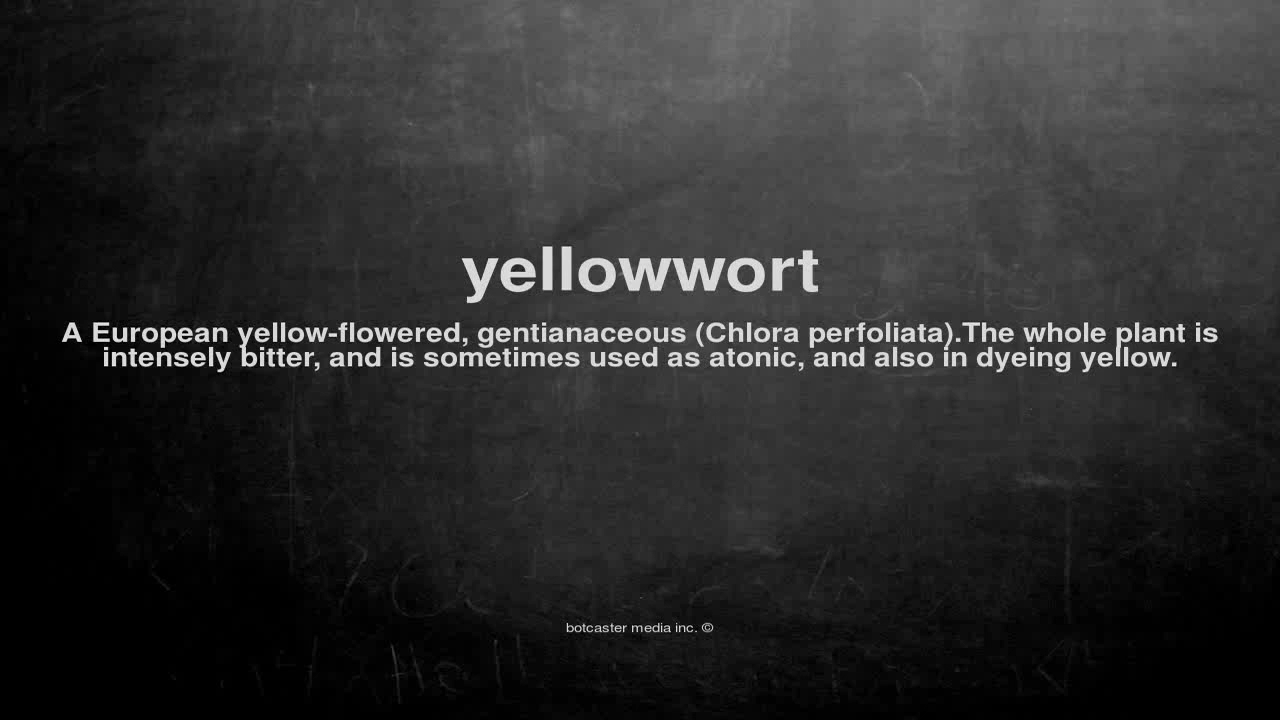 yellowwort
A European yellow-flowered, gentianaceous (Chlora perfoliata).The whole plant is
intensely bitter, and is sometimes used as atonic, and also in dyeing yellow.
botcaster media inc. ©